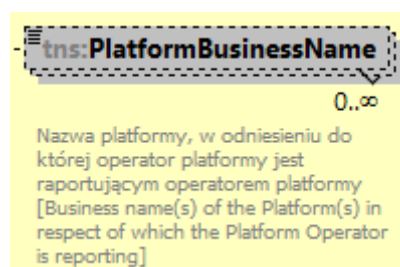 tns:PlatformBusinessName
0..∞
Nazwa platformy, w odniesieniu do
której operator platformy jest
raportującym operatorem platformy
[Business name(s) of the Platform(s) in
respect of which the Platform Operator
is reporting]